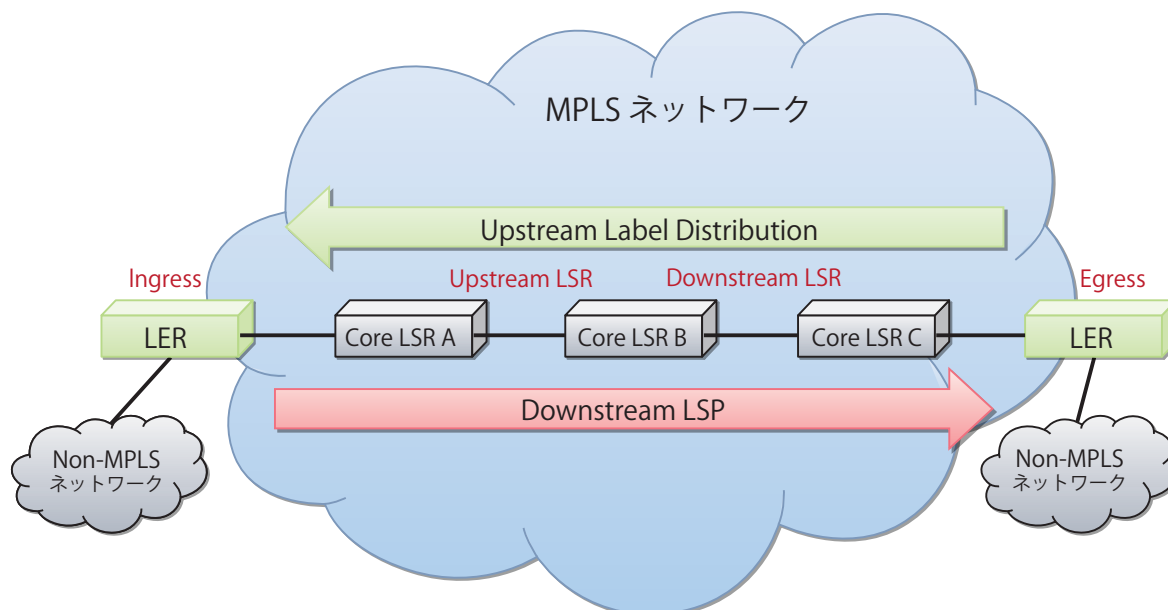 MPLS ネットワーク
Upstream Label Distribution
Ingress
Upstream LSR
Downstream LSR
Egress
LER
Core LSR A
Core LSR B
Core LSR C
LER
Downstream LSP
Non-MPLS
ネットワーク
Non-MPLS
ネットワーク